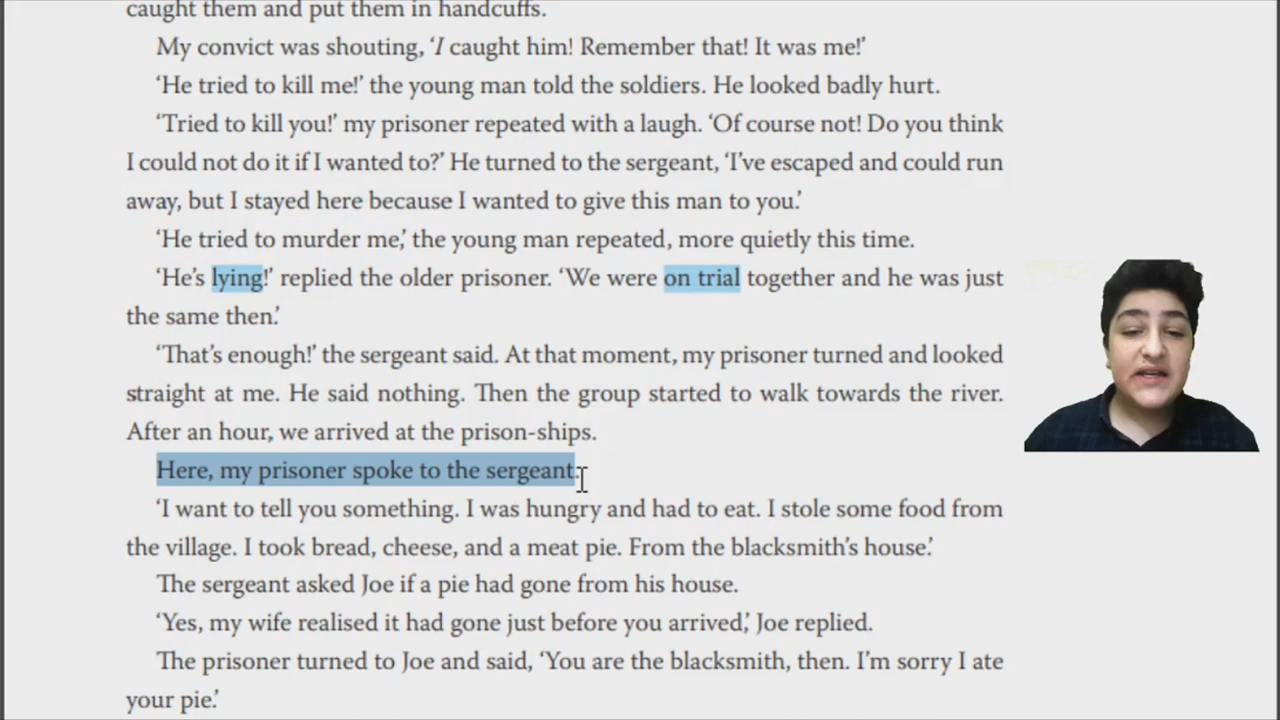 caught them and put them in handcuffs.
My convict was shouting, ‘I caught him! Remember that! It was me!’
‘He tried to kill me!’ the young man told the soldiers. He looked badly hurt.
‘Tried to kill you!’ my prisoner repeated with a laugh. ‘Of course not! Do you think
I could not do it if I wanted to?’ He turned to the sergeant, ‘I’ve escaped and could run
away, but I stayed here because I wanted to give this man to you.’
‘He tried to murder me,’ the young man repeated, more quietly this time.
‘He’s lying!’ replied the older prisoner. ‘We were on trial together and he was just
the same then.’
‘That’s enough!’ the sergeant said. At that moment, my prisoner turned and looked
straight at me. He said nothing. Then the group started to walk towards the river.
After an hour, we arrived at the prison-ships.
Here, my prisoner spoke to the sergeant.
‘I want to tell you something. I was hungry and had to eat. I stole some food from
the village. I took bread, cheese, and a meat pie. From the blacksmith’s house.’
The sergeant asked Joe if a pie had gone from his house.
‘Yes, my wife realised it had gone just before you arrived,’ Joe replied.
The prisoner turned to Joe and said, ‘You are the blacksmith, then. I’m sorry I ate
your pie.’